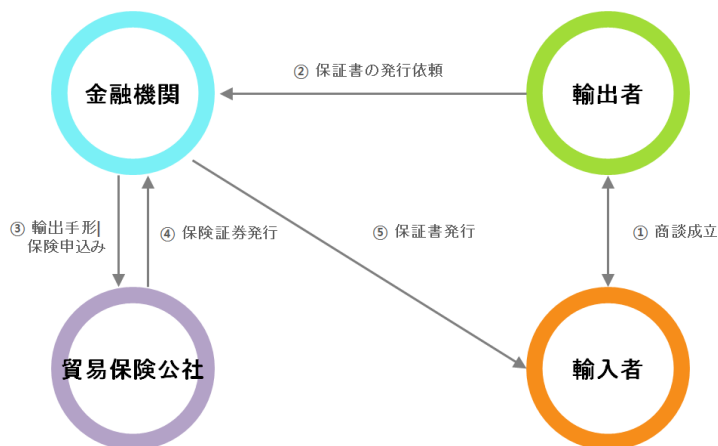 ② 保証書の発行依頼
金融機関
輸出者
③ 輸出手形|
保険申込み
④ 保険証券発行
⑤ 保証書発行
① 商談成立
貿易保険公社
輸入者